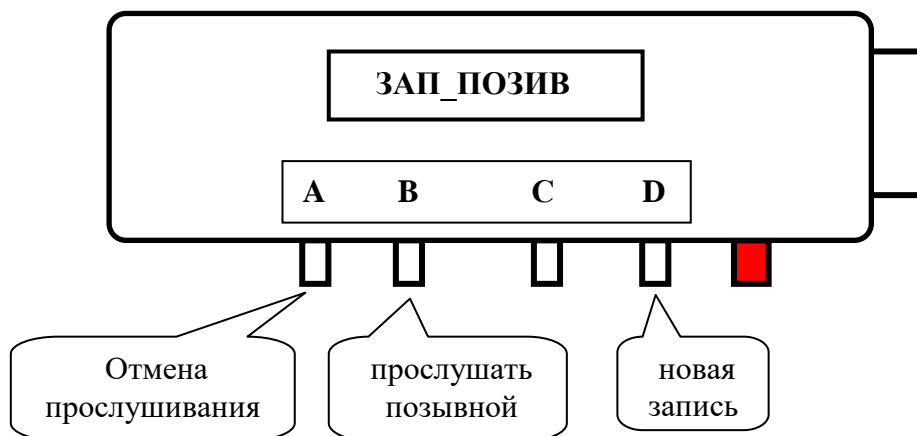 ЗАП_ПОЗИВ
A B C D
Отмена
прослушивания
прослушать
позывной
новая
запись